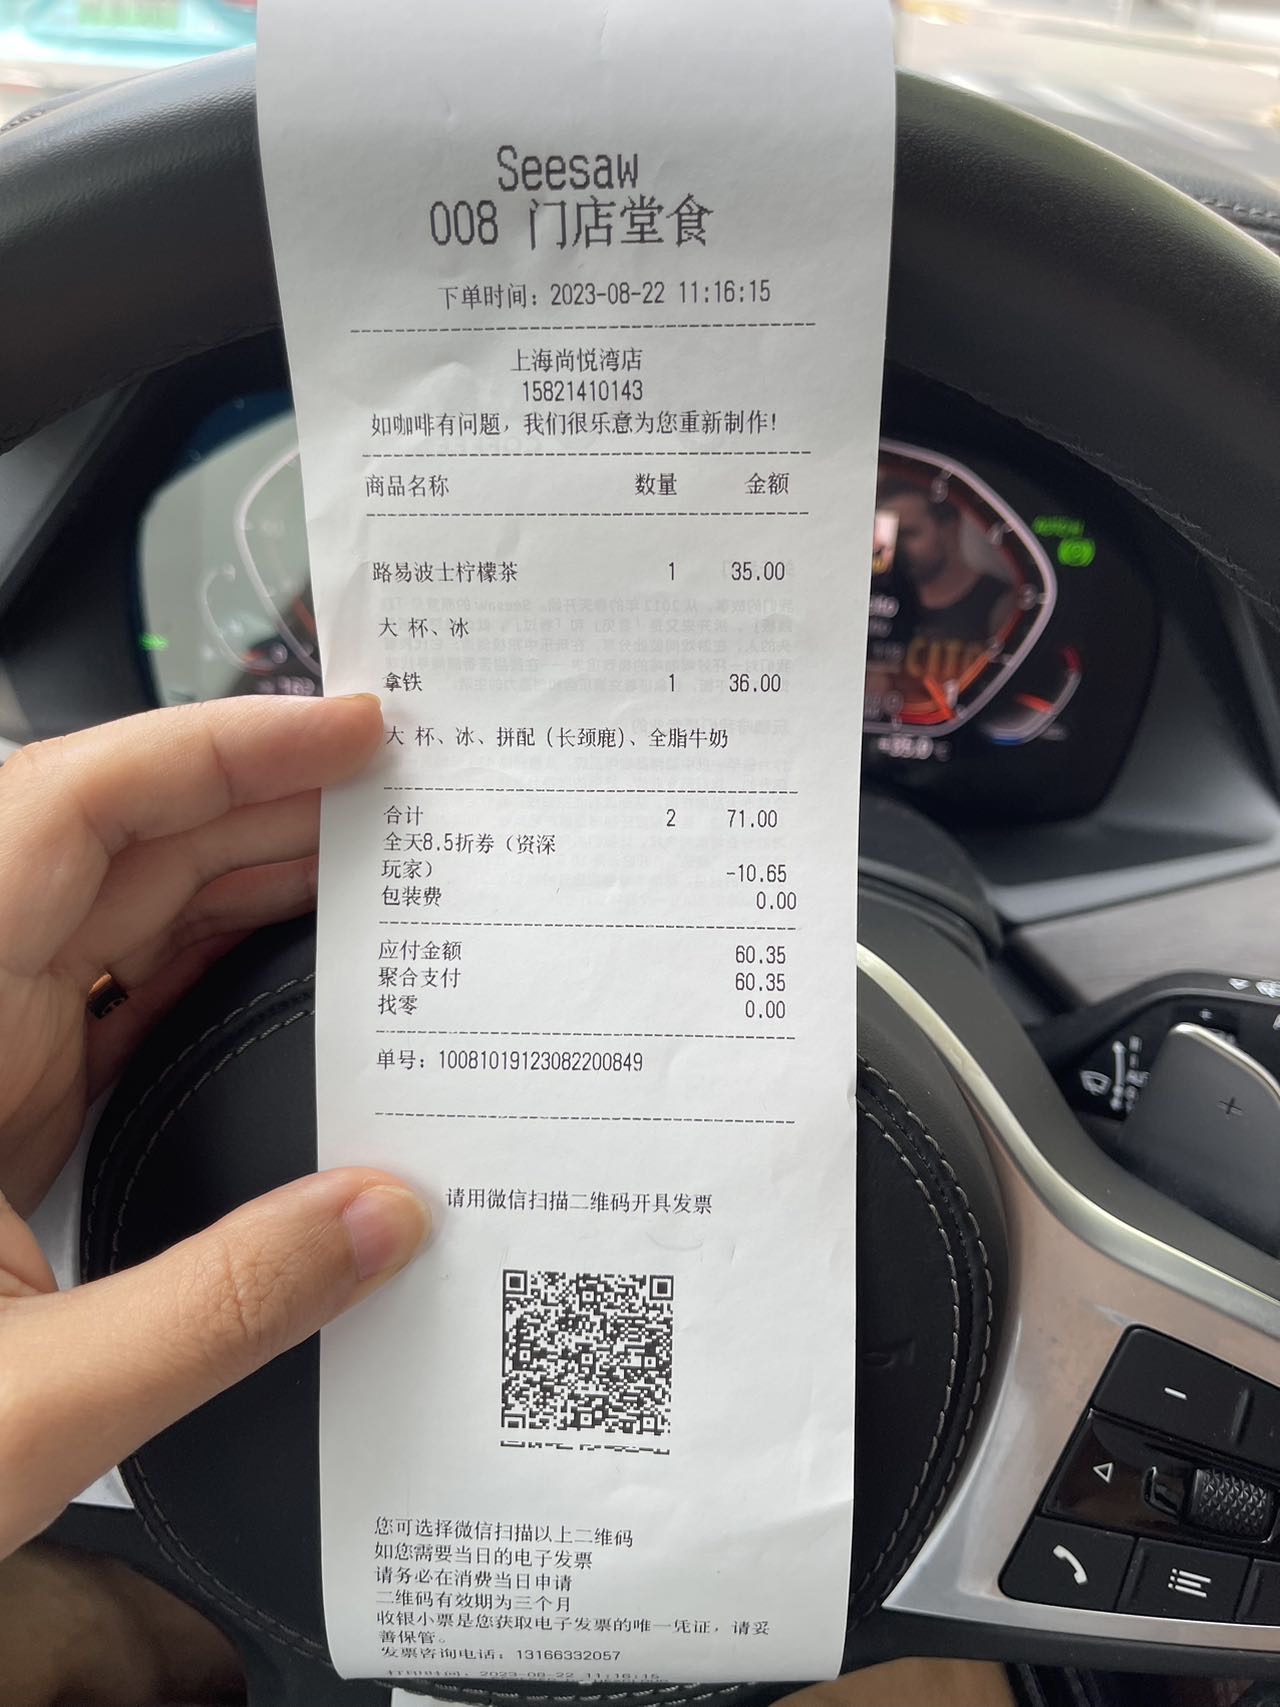 Seesaw
008 门店堂食
下单时间：2023-08-22 11:16:15
上海尚悦湾店
15821410143
如咖啡有问题，我们很乐意为您重新制作！
商品名称 数量 金额
路易波士柠檬茶 1 35.00
大 杯、冰
拿铁 1 36.00
大 杯、冰、拼配（长颈鹿）、全脂牛奶
合计 2 71.00
全天8.5折券（资深
玩家） -10.65
包装费 0.00
应付金额 60.35
聚合支付 60.35
找零 0.00
单号：10081019123082200849
请用微信扫描二维码开具发票
您可选择微信扫描以上二维码
如您需要当日的电子发票
请务必在消费当日申请
二维码有效期为三个月
收银小票是您获取电子发票的唯一凭证，请妥
善保管。
发票咨询电话：13166332057
打印时间：2023-08-22 11:16:15